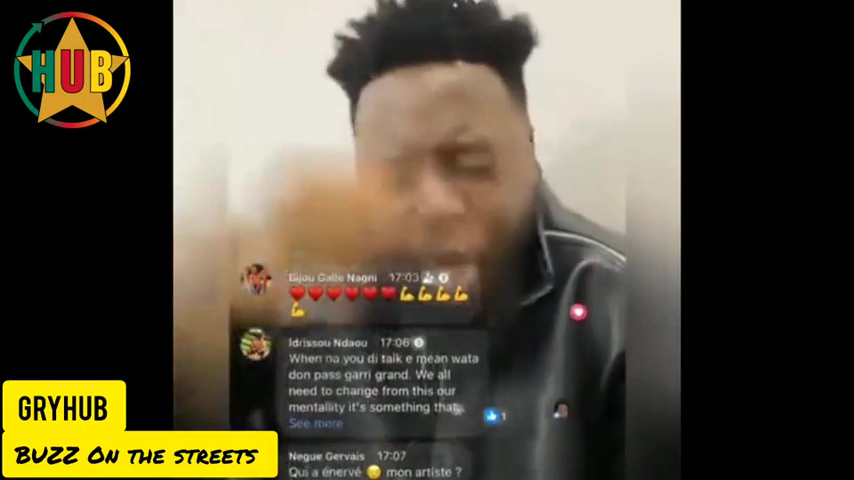 HUB
Bijou Calle Nagni 17:03
Idrissou Ndaou 17:06
When na you di talk e mean wata
don pass garri grand. We all
need to change from this our
mentallity it's something that
See more
1
GRYHUB
BUZZ On the streets
Negue Gervais 17:07
Qui a énervé mon artiste ?